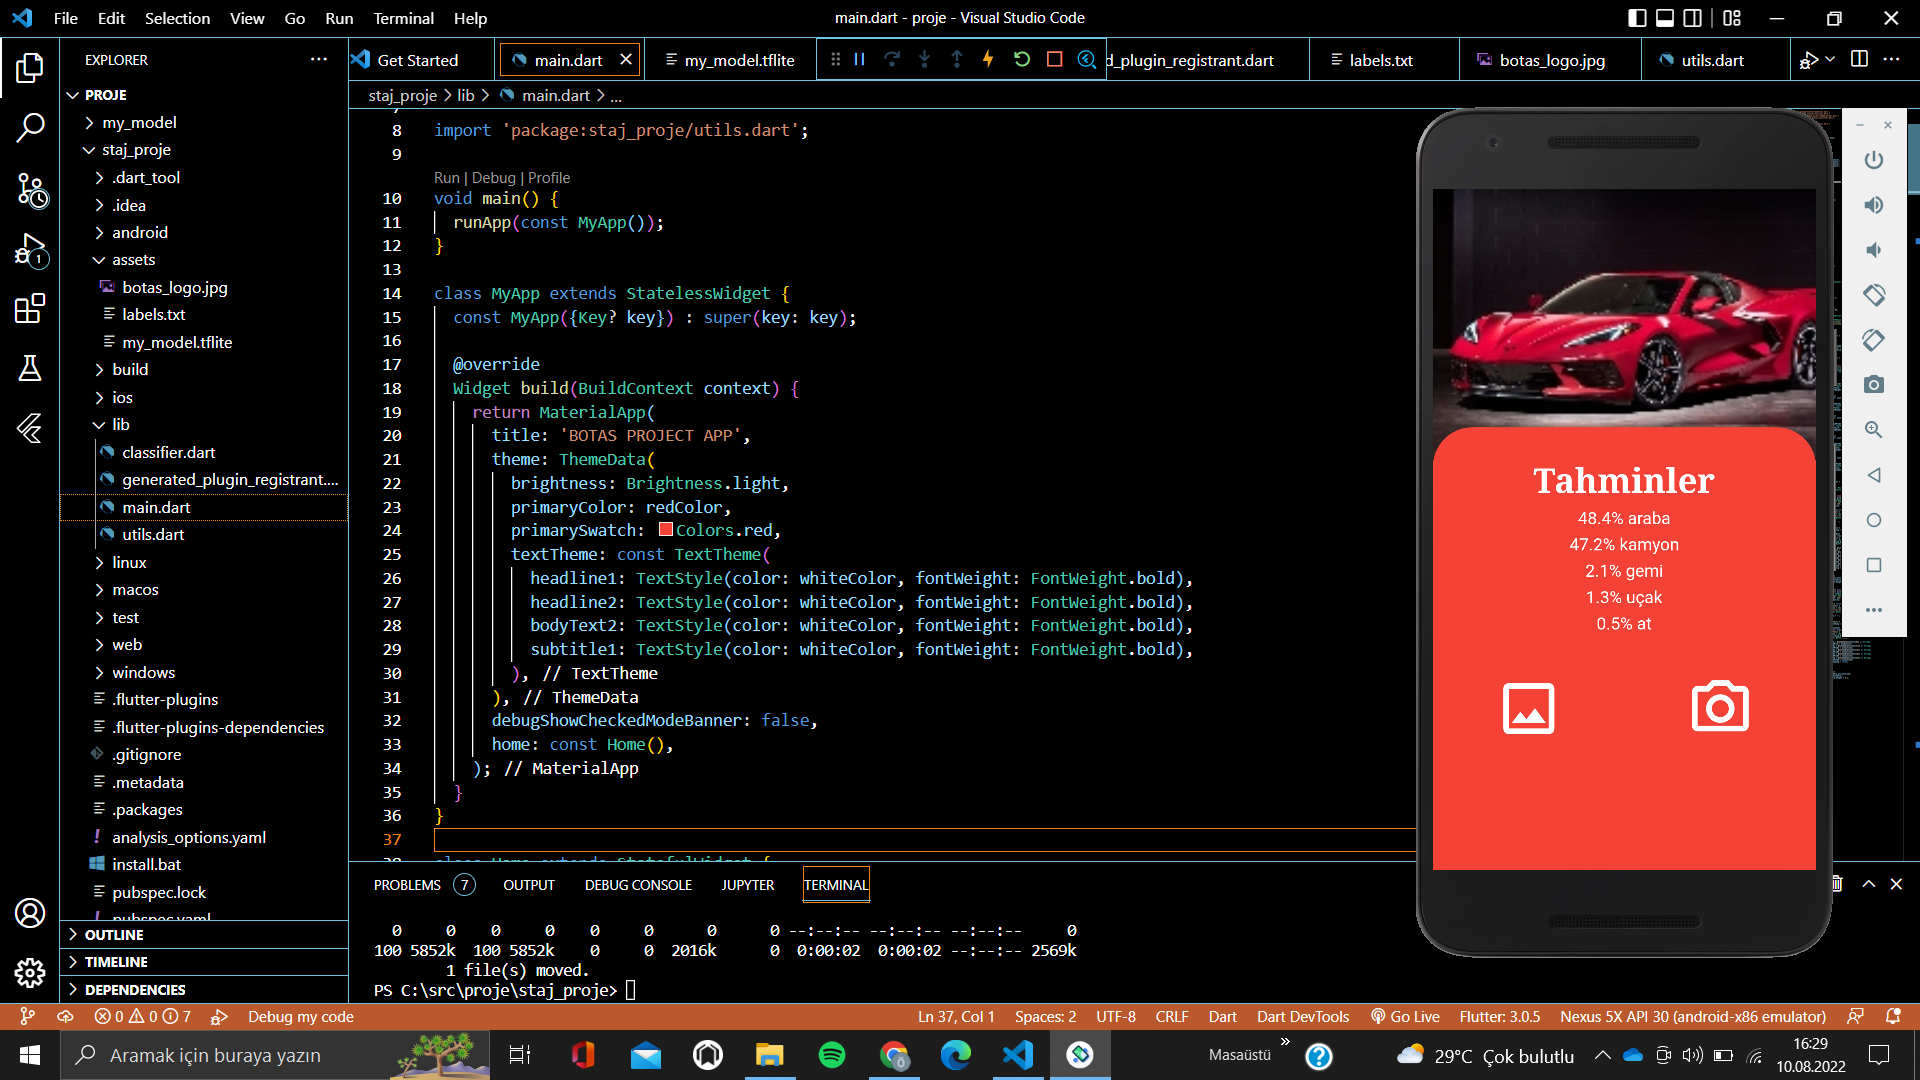 File Edit Selection View Go Run Terminal Help
main.dart - proje - Visual Studio Code
EXPLORER
PROJE
my_model
staj_proje
.dart_tool
.idea
android
assets
botas_logo.jpg
labels.txt
my_model.tflite
build
ios
lib
classifier.dart
generated_plugin_registrant....
main.dart
utils.dart
linux
macos
test
web
windows
.flutter-plugins
.flutter-plugins-dependencies
.gitignore
.metadata
.packages
analysis_options.yaml
install.bat
pubspec.lock
pubspec.yaml
OUTLINE
TIMELINE
DEPENDENCIES
Get Started main.dart my_model.tflite d_plugin_registrant.dart labels.txt botas_logo.jpg utils.dart
staj_proje > lib > main.dart > ...
8 import 'package:staj_proje/utils.dart';
9
Run | Debug | Profile
10 void main() {
11 runApp(const MyApp());
12 }
13
14 class MyApp extends StatelessWidget {
15 const MyApp({Key? key}) : super(key: key);
16
17 @override
18 Widget build(BuildContext context) {
19 return MaterialApp(
20 title: 'BOTAS PROJECT APP',
21 theme: ThemeData(
22 brightness: Brightness.light,
23 primaryColor: redColor,
24 primarySwatch: Colors.red,
25 textTheme: const TextTheme(
26 headline1: TextStyle(color: whiteColor, fontWeight: FontWeight.bold),
27 headline2: TextStyle(color: whiteColor, fontWeight: FontWeight.bold),
28 bodyText2: TextStyle(color: whiteColor, fontWeight: FontWeight.bold),
29 subtitle1: TextStyle(color: whiteColor, fontWeight: FontWeight.bold),
30 ), // TextTheme
31 ), // ThemeData
32 debugShowCheckedModeBanner: false,
33 home: const Home(),
34 ); // MaterialApp
35 }
36 }
37
38 class Home extends StatefulWidget {
Tahminler
48.4% araba
47.2% kamyon
2.1% gemi
1.3% uçak
0.5% at
PROBLEMS 7 OUTPUT DEBUG CONSOLE JUPYTER TERMINAL
0 0 0 0 0 0 0 0 --:--:-- --:--:-- --:--:-- 0
100 5852k 100 5852k 0 0 2016k 0 0:00:02 0:00:02 --:--:-- 2569k
1 file(s) moved.
PS C:\src\proje\staj_proje>
0 0 7 Debug my code Ln 37, Col 1 Spaces: 2 UTF-8 CRLF Dart Dart DevTools Go Live Flutter: 3.0.5 Nexus 5X API 30 (android-x86 emulator)
Aramak için buraya yazın
Masaüstü
29°C Çok bulutlu
16:29
10.08.2022